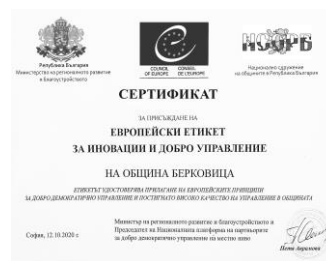 Република България
Министерство на регионалното развитие
и благоустройството
COUNCIL OF EUROPE
CONSEIL DE L'EUROPE
НСОРБ
Национално сдружение
на общините в Република България
СЕРТИФИКАТ
ЗА ПРИСЪЖДАНЕ НА
ЕВРОПЕЙСКИ ЕТИКЕТ
ЗА ИНОВАЦИИ И ДОБРО УПРАВЛЕНИЕ
НА ОБЩИНА БЕРКОВИЦА
ЕТИКЕТЪТ УДОСТОВЕРЯВА ПРИЛАГАНЕ НА ЕВРОПЕЙСКИТЕ ПРИНЦИПИ
ЗА ДОБРО ДЕМОКРАТИЧНО УПРАВЛЕНИЕ И ПОСТИГНАТО ВИСОКО КАЧЕСТВО НА УПРАВЛЕНИЕ В ОБЩИНАТА
Министър на регионалното развитие и благоустройството и
Председател на Националната платформа на партньорите
за добро демократично управление на местно ниво
София, 12.10.2020 г.
Петя Аврамова